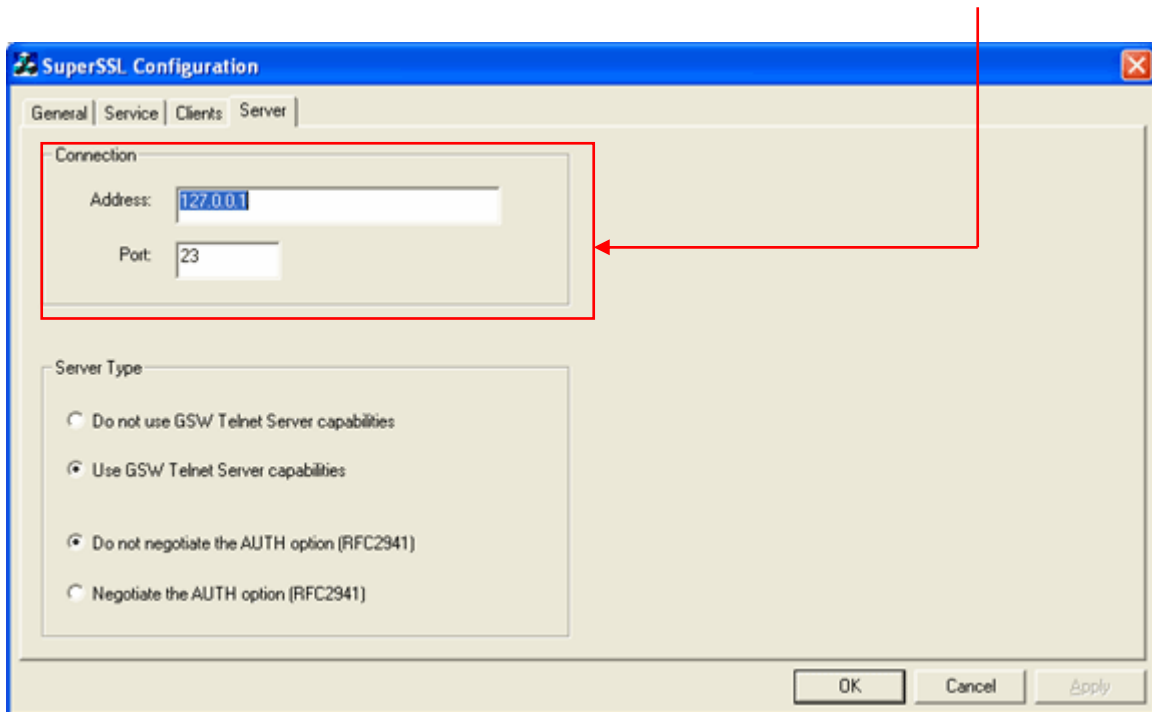 SuperSSL Configuration
General Service Clients Server
Connection
Address: 127.0.0.1
Port: 23
Server Type
Do not use GSW Telnet Server capabilities
Use GSW Telnet Server capabilities
Do not negotiate the AUTH option (RFC2941)
Negotiate the AUTH option (RFC2941)
OK Cancel Apply